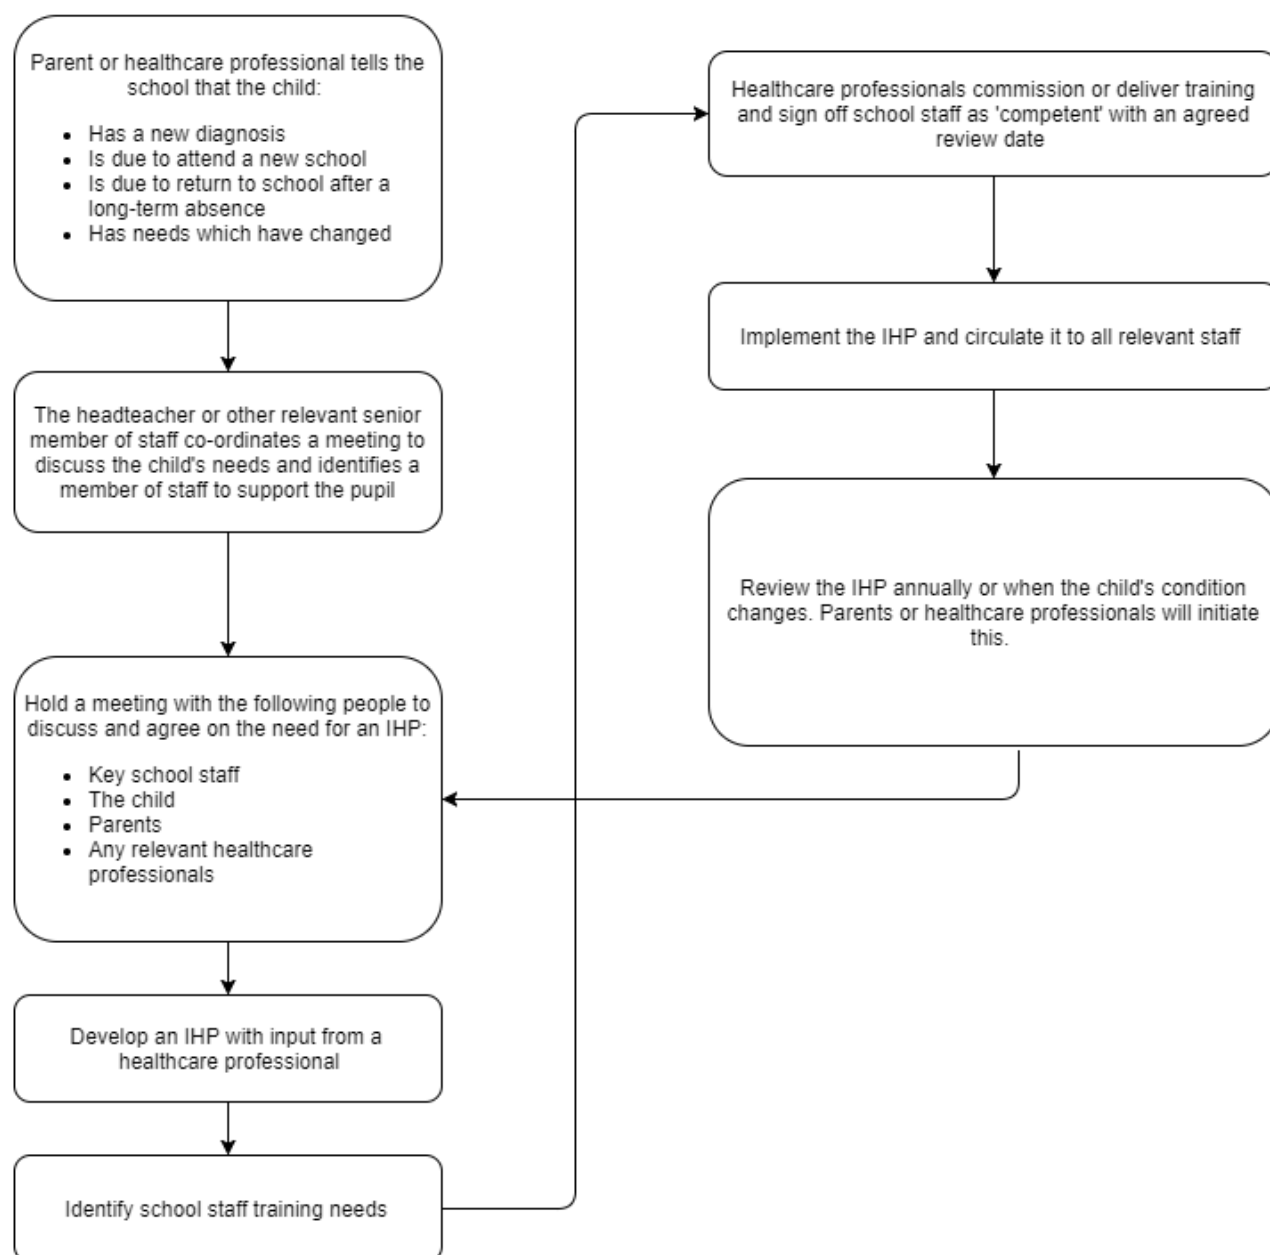 Parent or healthcare professional tells the
school that the child:
• Has a new diagnosis
• Is due to attend a new school
• Is due to return to school after a
long-term absence
• Has needs which have changed
The headteacher or other relevant senior
member of staff co-ordinates a meeting to
discuss the child's needs and identifies a
member of staff to support the pupil
Hold a meeting with the following people to
discuss and agree on the need for an IHP:
• Key school staff
• The child
• Parents
• Any relevant healthcare
professionals
Develop an IHP with input from a
healthcare professional
Identify school staff training needs
Healthcare professionals commission or deliver training
and sign off school staff as 'competent' with an agreed
review date
Implement the IHP and circulate it to all relevant staff
Review the IHP annually or when the child's condition
changes. Parents or healthcare professionals will initiate
this.